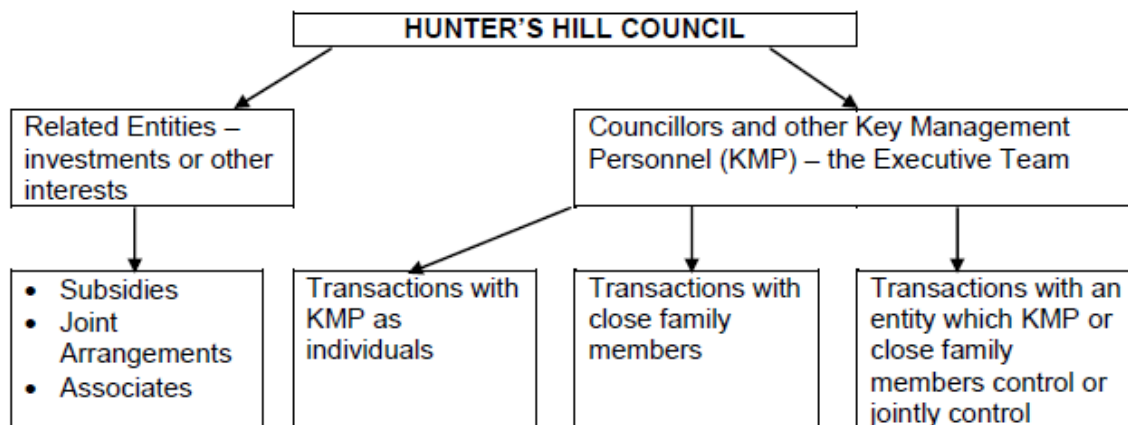 HUNTER'S HILL COUNCIL
Related Entities –
investments or other
interests
Councillors and other Key Management
Personnel (KMP) – the Executive Team
• Subsidies
• Joint
Arrangements
• Associates
Transactions with
KMP as
individuals
Transactions with
close family
members
Transactions with an
entity which KMP or
close family
members control or
jointly control